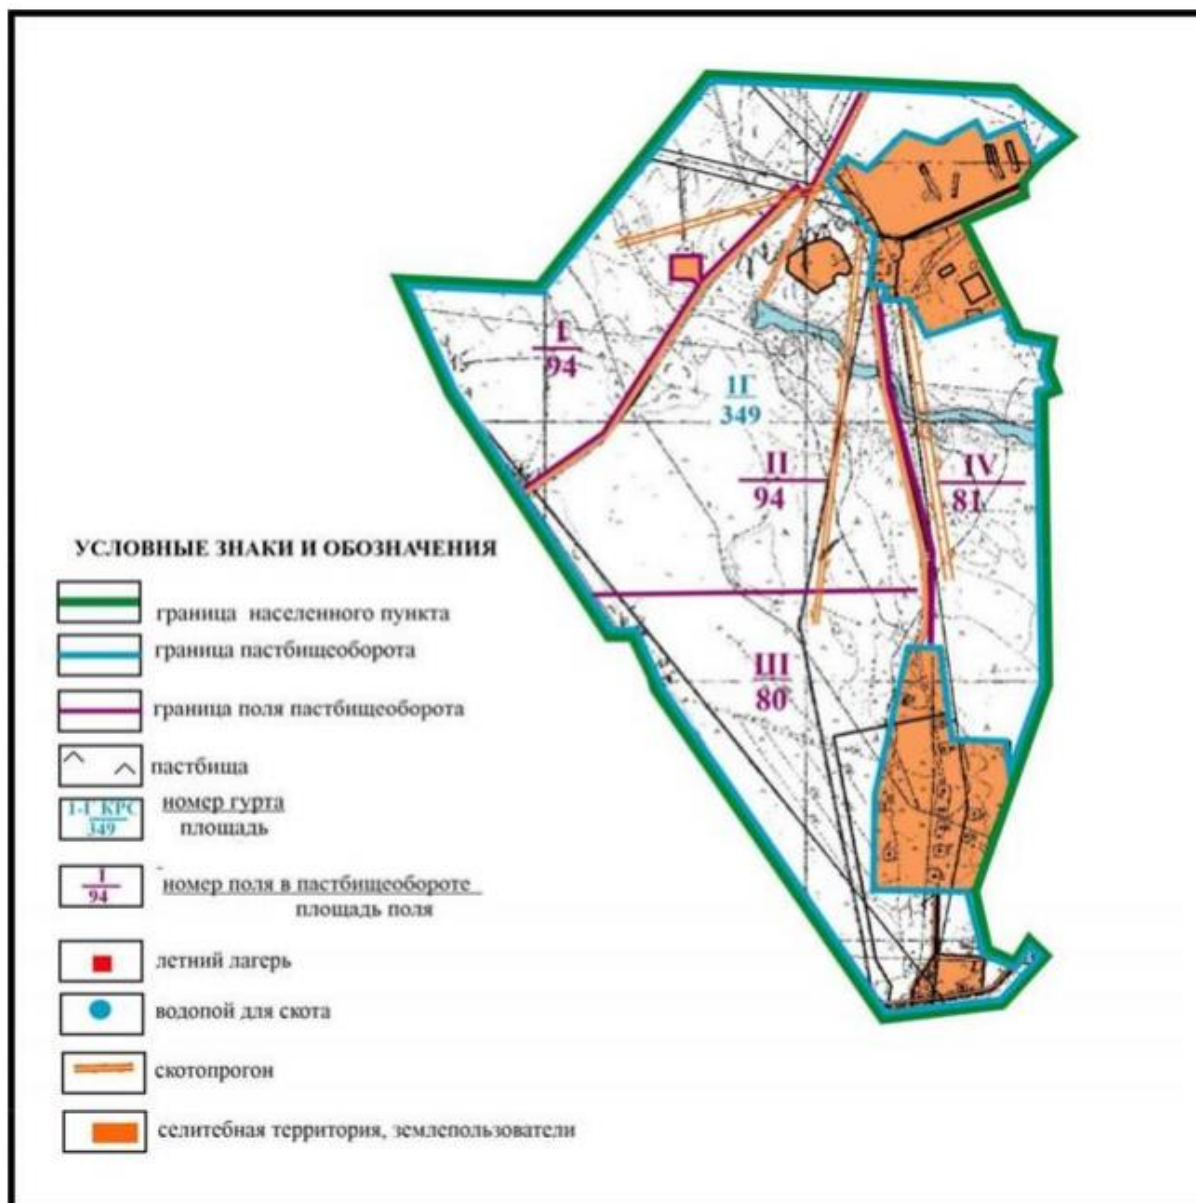 I
94
1Г
349
II
94
IV
81
III
80
УСЛОВНЫЕ ЗНАКИ И ОБОЗНАЧЕНИЯ
граница населенного пункта
граница пастбищеоборота
граница поля пастбищеоборота
пастбища
1-Г КРС
349
номер гурта
площадь
I
94
номер поля в пастбищеобороте
площадь поля
летний лагерь
водопой для скота
скотопрогон
селитебная территория, землепользователи